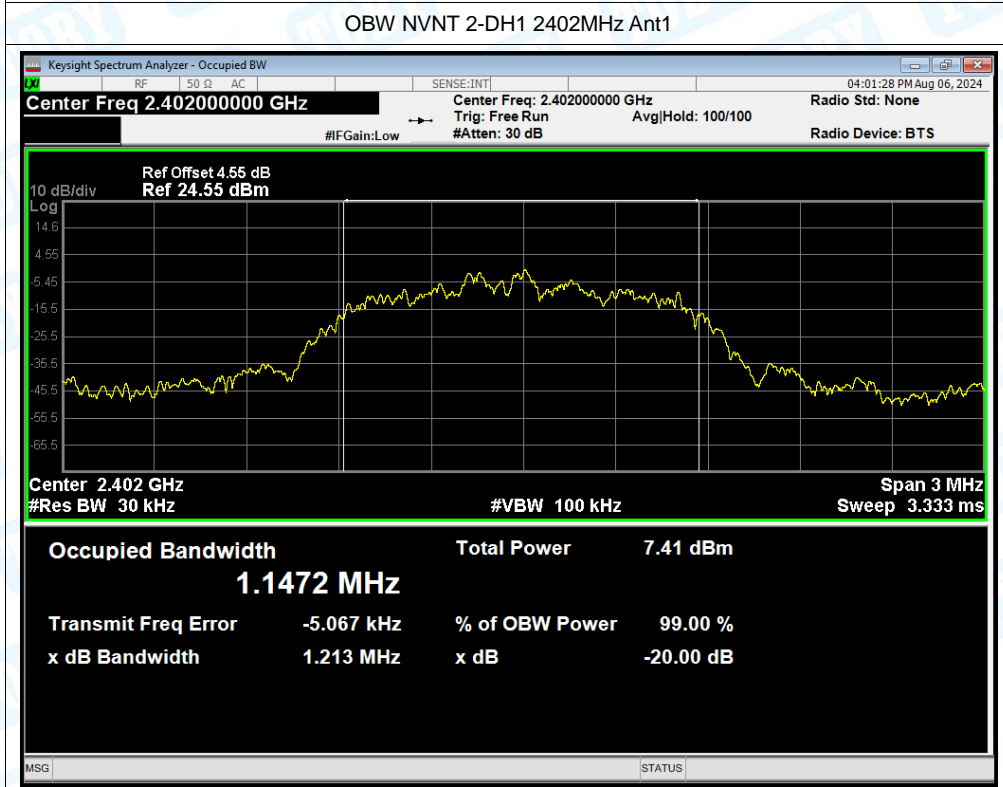 OBW NVNT 2-DH1 2402MHz Ant1
Keysight Spectrum Analyzer - Occupied BW
LXI RF 50 Ω AC SENSE:INT 04:01:28 PM Aug 06, 2024
Center Freq 2.402000000 GHz Center Freq: 2.402000000 GHz Radio Std: None
Trig: Free Run Avg|Hold: 100/100
#IFGain:Low #Atten: 30 dB Radio Device: BTS
Ref Offset 4.55 dB
10 dB/div Ref 24.55 dBm
Log
14.6
4.55
-5.45
-15.5
-25.5
-35.5
-45.5
-55.5
-65.5
Center 2.402 GHz Span 3 MHz
#Res BW 30 kHz #VBW 100 kHz Sweep 3.333 ms
Occupied Bandwidth Total Power 7.41 dBm
1.1472 MHz
Transmit Freq Error -5.067 kHz % of OBW Power 99.00 %
x dB Bandwidth 1.213 MHz x dB -20.00 dB
MSG STATUS